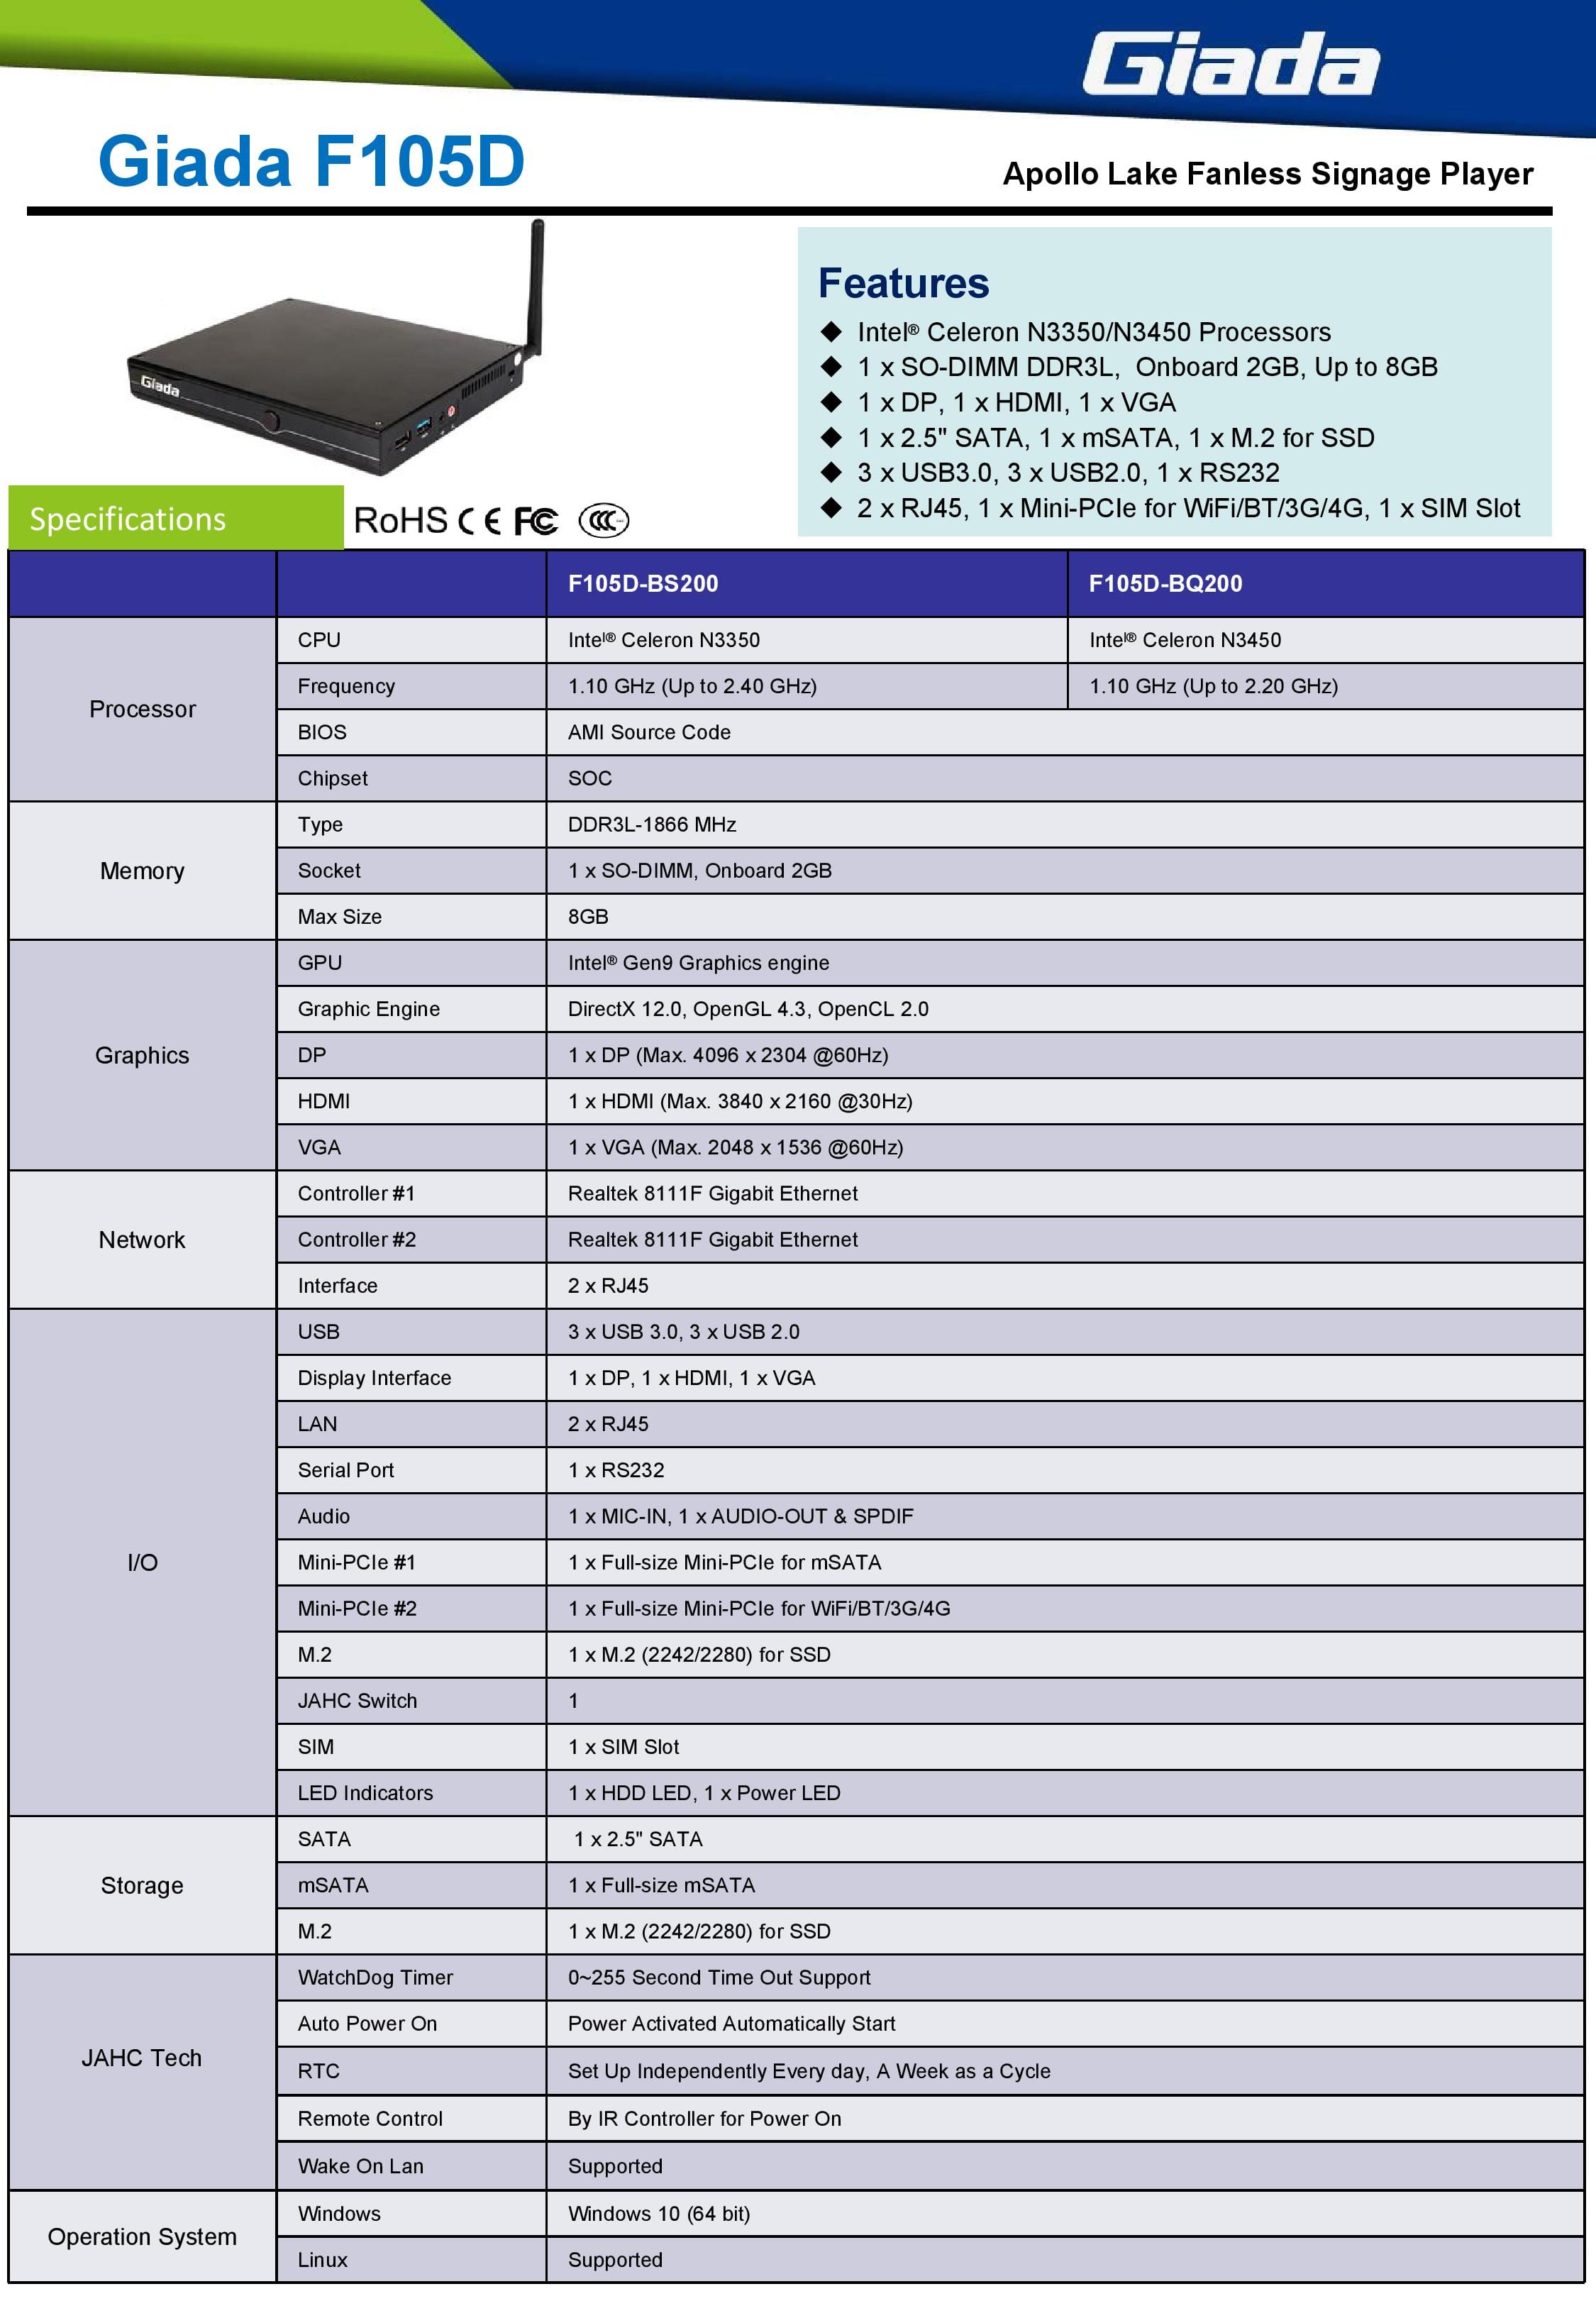 Giada
Giada F105D
Apollo Lake Fanless Signage Player
Giada
Features
◆ Intel® Celeron N3350/N3450 Processors
◆ 1 x SO-DIMM DDR3L, Onboard 2GB, Up to 8GB
◆ 1 x DP, 1 x HDMI, 1 x VGA
◆ 1 x 2.5" SATA, 1 x mSATA, 1 x M.2 for SSD
◆ 3 x USB3.0, 3 x USB2.0, 1 x RS232
◆ 2 x RJ45, 1 x Mini-PCIe for WiFi/BT/3G/4G, 1 x SIM Slot
Specifications
RoHS CE FC CCC
F105D-BS200 F105D-BQ200
Processor
CPU Intel® Celeron N3350 Intel® Celeron N3450
Frequency 1.10 GHz (Up to 2.40 GHz) 1.10 GHz (Up to 2.20 GHz)
BIOS AMI Source Code
Chipset SOC
Memory
Type DDR3L-1866 MHz
Socket 1 x SO-DIMM, Onboard 2GB
Max Size 8GB
Graphics
GPU Intel® Gen9 Graphics engine
Graphic Engine DirectX 12.0, OpenGL 4.3, OpenCL 2.0
DP 1 x DP (Max. 4096 x 2304 @60Hz)
HDMI 1 x HDMI (Max. 3840 x 2160 @30Hz)
VGA 1 x VGA (Max. 2048 x 1536 @60Hz)
Network
Controller #1 Realtek 8111F Gigabit Ethernet
Controller #2 Realtek 8111F Gigabit Ethernet
Interface 2 x RJ45
I/O
USB 3 x USB 3.0, 3 x USB 2.0
Display Interface 1 x DP, 1 x HDMI, 1 x VGA
LAN 2 x RJ45
Serial Port 1 x RS232
Audio 1 x MIC-IN, 1 x AUDIO-OUT & SPDIF
Mini-PCIe #1 1 x Full-size Mini-PCIe for mSATA
Mini-PCIe #2 1 x Full-size Mini-PCIe for WiFi/BT/3G/4G
M.2 1 x M.2 (2242/2280) for SSD
JAHC Switch 1
SIM 1 x SIM Slot
LED Indicators 1 x HDD LED, 1 x Power LED
Storage
SATA 1 x 2.5" SATA
mSATA 1 x Full-size mSATA
M.2 1 x M.2 (2242/2280) for SSD
JAHC Tech
WatchDog Timer 0~255 Second Time Out Support
Auto Power On Power Activated Automatically Start
RTC Set Up Independently Every day, A Week as a Cycle
Remote Control By IR Controller for Power On
Wake On Lan Supported
Operation System
Windows Windows 10 (64 bit)
Linux Supported